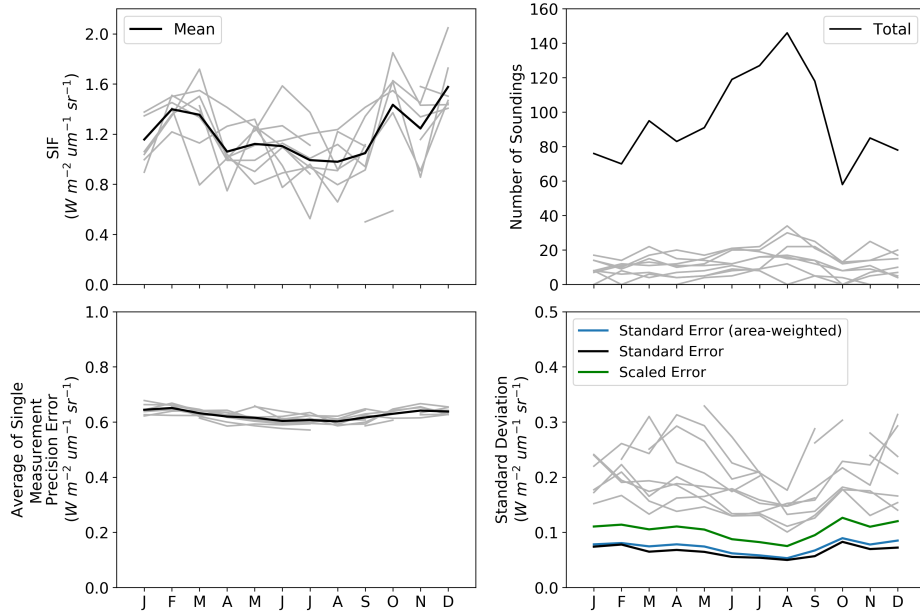 Mean
2.0
1.6
1.2
0.8
0.4
0.0
SIF
(W m⁻² um⁻¹ sr⁻¹)
Total
160
140
120
100
80
60
40
20
0
Number of Soundings
1.0
0.8
0.6
0.4
0.2
0.0
Average of Single
Measurement
Precision Error
(W m⁻² um⁻¹ sr⁻¹)
J F M A M J J A S O N D
Standard Error (area-weighted)
Standard Error
Scaled Error
0.5
0.4
0.3
0.2
0.1
0.0
Standard Deviation
(W m⁻² um⁻¹ sr⁻¹)
J F M A M J J A S O N D